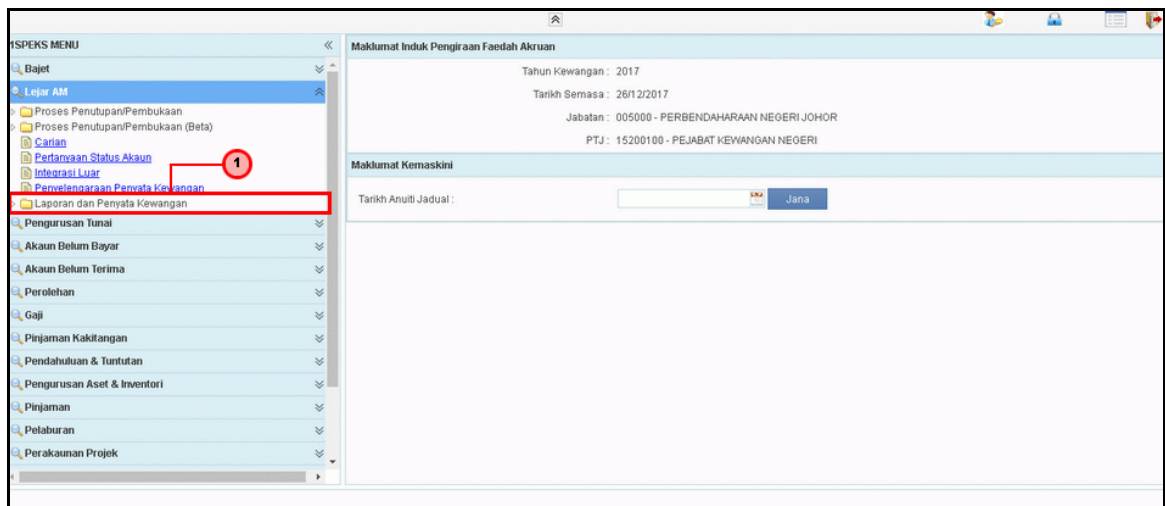 1SPEKS MENU
Bajet
Lejar AM
Proses Penutupan/Pembukaan
Proses Penutupan/Pembukaan (Beta)
Carian
Pertanyaan Status Akaun
Integrasi Luar
Penyelengaraan Penyata Kewangan
Laporan dan Penyata Kewangan
1
Pengurusan Tunai
Akaun Belum Bayar
Akaun Belum Terima
Perolehan
Gaji
Pinjaman Kakitangan
Pendahuluan & Tuntutan
Pengurusan Aset & Inventori
Pinjaman
Pelaburan
Perakaunan Projek
Maklumat Induk Pengiraan Faedah Akruan
Tahun Kewangan : 2017
Tarikh Semasa : 26/12/2017
Jabatan : 005000 - PERBENDAHARAAN NEGERI JOHOR
PTJ : 15200100 - PEJABAT KEWANGAN NEGERI
Maklumat Kemaskini
Tarikh Anuiti Jadual :
Jana